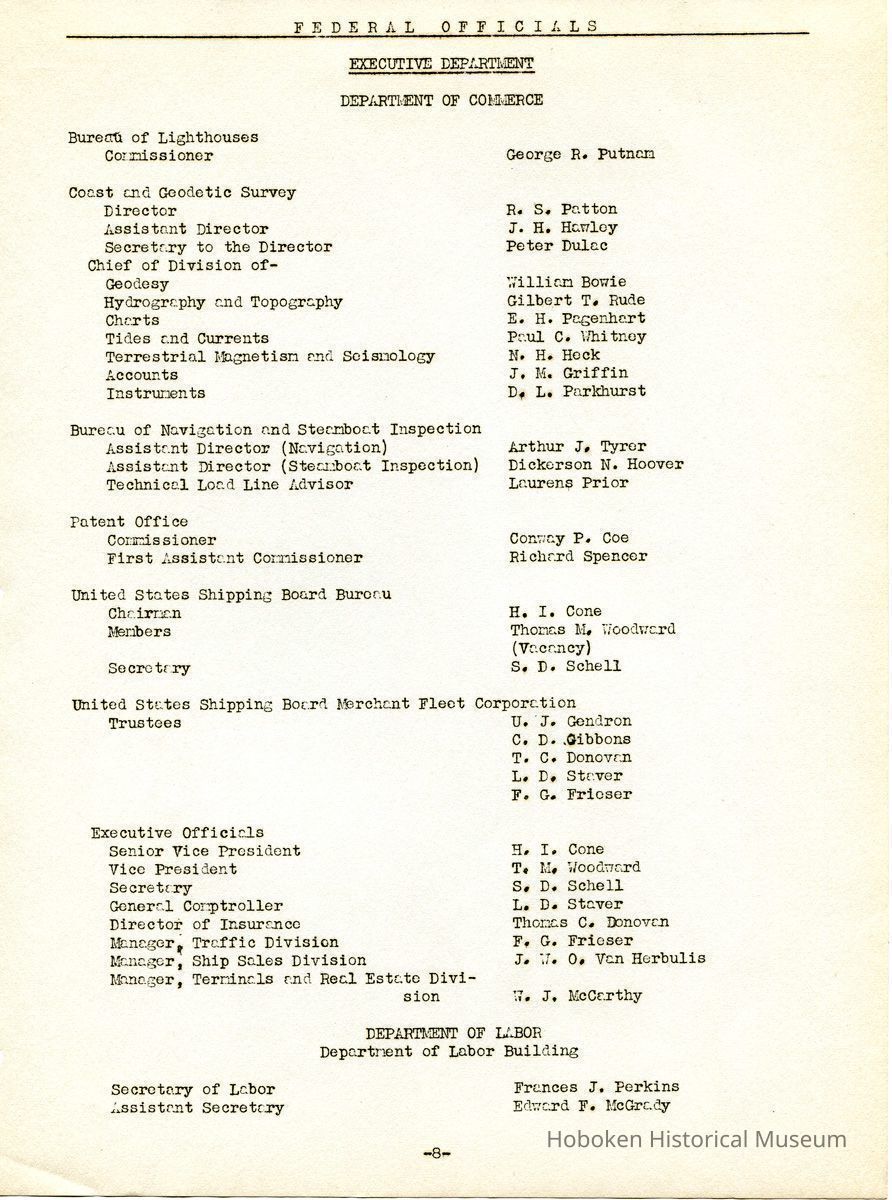 FEDERAL OFFICIALS
EXECUTIVE DEPARTMENT
DEPARTMENT OF COMMERCE
Bureau of Lighthouses
Commissioner George R. Putnam
Coast and Geodetic Survey
Director R. S. Patton
Assistant Director J. H. Hawley
Secretary to the Director Peter Dulac
Chief of Division of-
Geodesy William Bowie
Hydrography and Topography Gilbert T. Rude
Charts E. H. Pagenhart
Tides and Currents Paul C. Whitney
Terrestrial Magnetism and Seismology N. H. Heck
Accounts J. M. Griffin
Instruments D. L. Parkhurst
Bureau of Navigation and Steamboat Inspection
Assistant Director (Navigation) Arthur J. Tyrer
Assistant Director (Steamboat Inspection) Dickerson N. Hoover
Technical Load Line Advisor Laurens Prior
Patent Office
Commissioner Conway P. Coe
First Assistant Commissioner Richard Spencer
United States Shipping Board Bureau
Chairman H. I. Cone
Members Thomas M. Woodward
(Vacancy)
Secretary S. D. Schell
United States Shipping Board Merchant Fleet Corporation
Trustees U. J. Gendron
C. D. Gibbons
T. C. Donovan
L. D. Staver
F. G. Frieser
Executive Officials
Senior Vice President H. I. Cone
Vice President T. M. Woodward
Secretary S. D. Schell
General Comptroller L. D. Staver
Director of Insurance Thomas C. Donovan
Manager, Traffic Division F. G. Frieser
Manager, Ship Sales Division J. W. O. Van Herbulis
Manager, Terminals and Real Estate Divi-
sion W. J. McCarthy
DEPARTMENT OF LABOR
Department of Labor Building
Secretary of Labor Frances J. Perkins
Assistant Secretary Edward F. McGrady
Hoboken Historical Museum
-8-